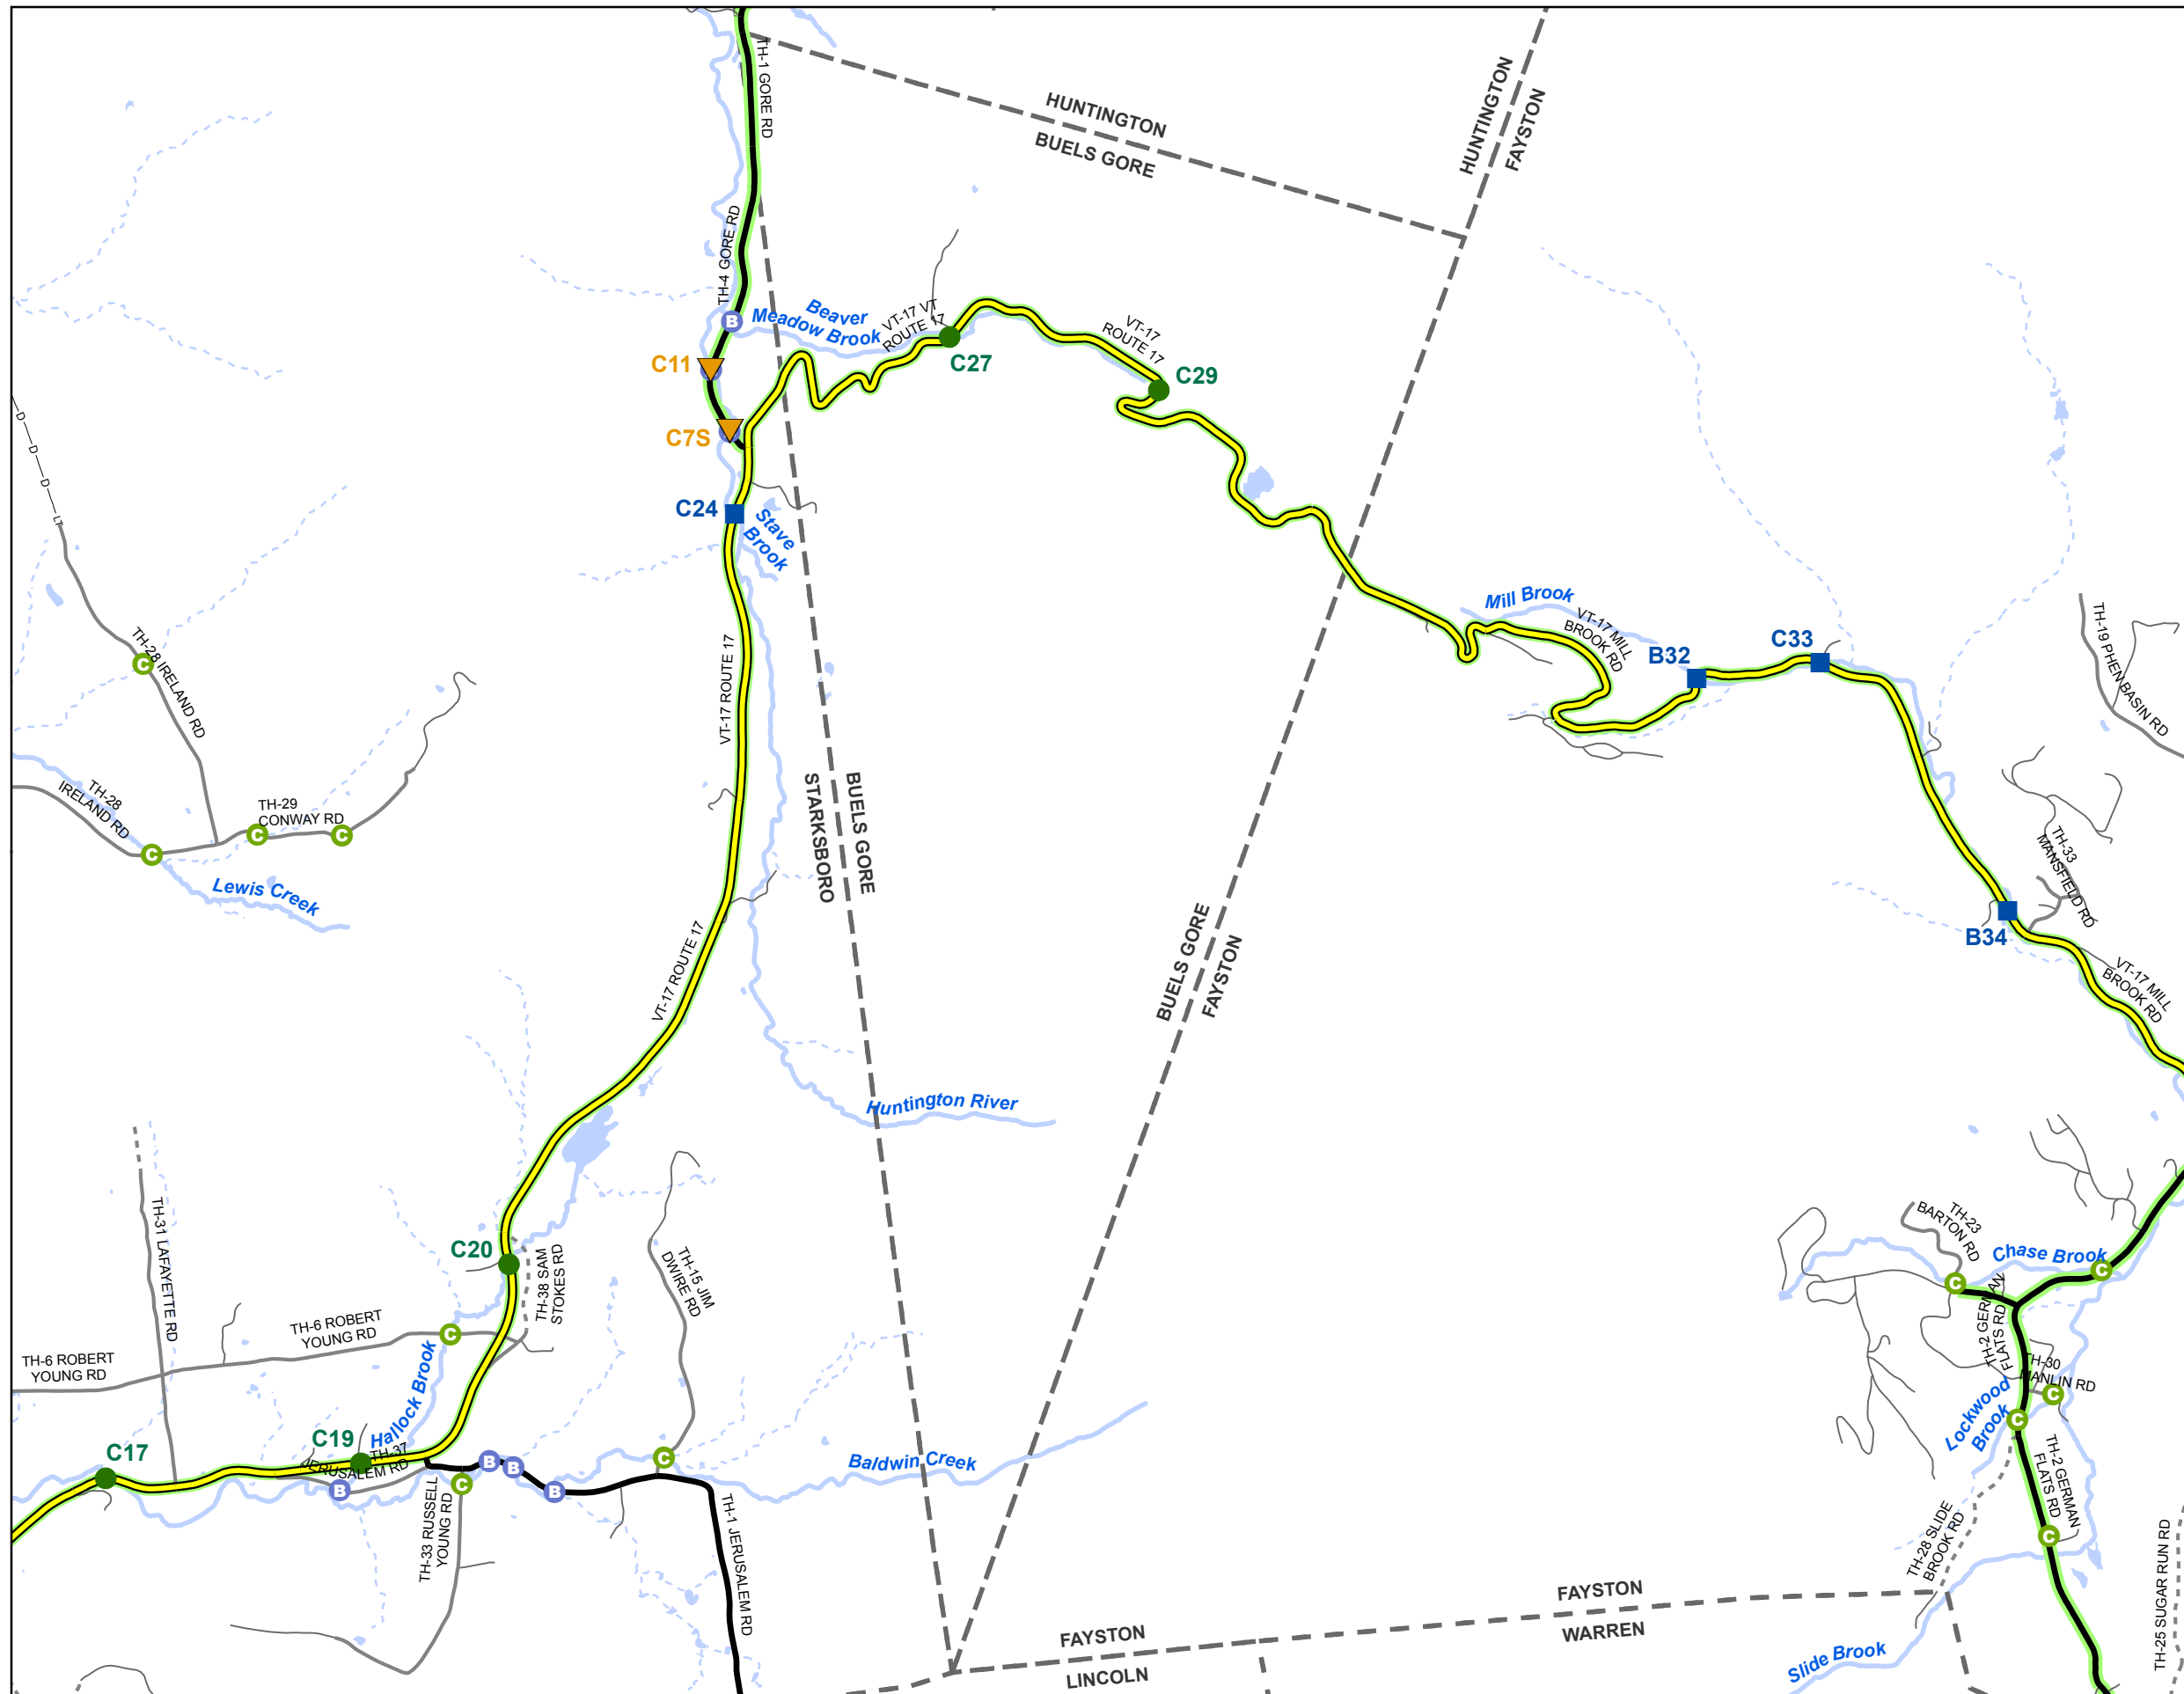 TH-1 GORE RD
HUNTINGTON
BUELS GORE
HUNTINGTON
FAYSTON
TH-4 GORE RD
B
Beaver
Meadow Brook
VT-17 VT
ROUTE 17
C27
VT-17
ROUTE 17
C29
C11
C7S
C24
Stave
Brook
D
D
D
LT
C
TH-28 IRELAND RD
TH-28
IRELAND RD
C
TH-29
CONWAY RD
C
C
Lewis Creek
VT-17 ROUTE 17
BUELS GORE
STARKSBORO
Mill Brook
VT-17 MILL
BROOK RD
B32
C33
TH-19 PHEN BASIN RD
TH-33
MANSFIELD RD
B34
VT-17 MILL
BROOK RD
BUELS GORE
FAYSTON
VT-17 ROUTE 17
Huntington River
TH-31 LAFAYETTE RD
C20
TH-38 SAM
STOKES RD
TH-15 JIM
DWIRE RD
TH-6 ROBERT
YOUNG RD
TH-6 ROBERT
YOUNG RD
C
Hallock Brook
C17
C19
TH-37
JERUSALEM RD
B
B
B
B
C
C
TH-33 RUSSELL
YOUNG RD
Baldwin Creek
TH-1 JERUSALEM RD
TH-23
BARTON RD
Chase Brook
C
C
TH-2 GERMAN
FLATS RD
TH-30
MANLIN RD
C
C
Lockwood
Brook
TH-2 GERMAN
FLATS RD
C
TH-28 SLIDE
BROOK RD
TH-25 SUGAR RUN RD
FAYSTON
WARREN
FAYSTON
LINCOLN
Slide Brook